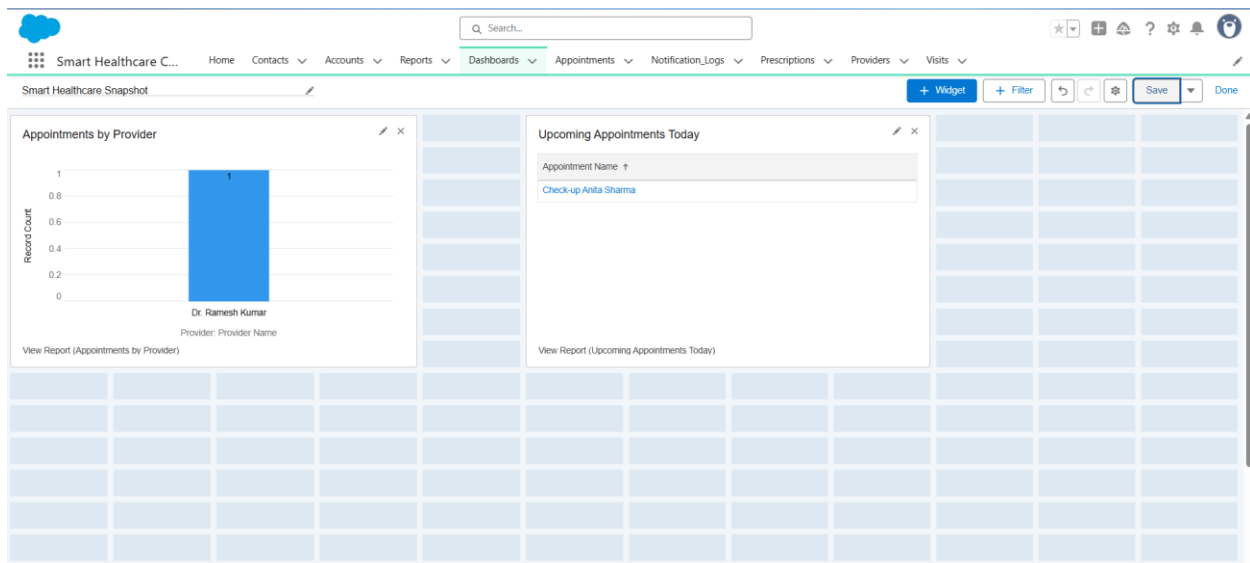 Search...
Smart Healthcare C... Home Contacts Accounts Reports Dashboards Appointments Notification_Logs Prescriptions Providers Visits
Smart Healthcare Snapshot + Widget + Filter Save Done
Appointments by Provider
1
1
0.8
0.6
0.4
0.2
0
Record Count
Dr. Ramesh Kumar
Provider: Provider Name
View Report (Appointments by Provider)
Upcoming Appointments Today
Appointment Name ↑
Check-up Anita Sharma
View Report (Upcoming Appointments Today)